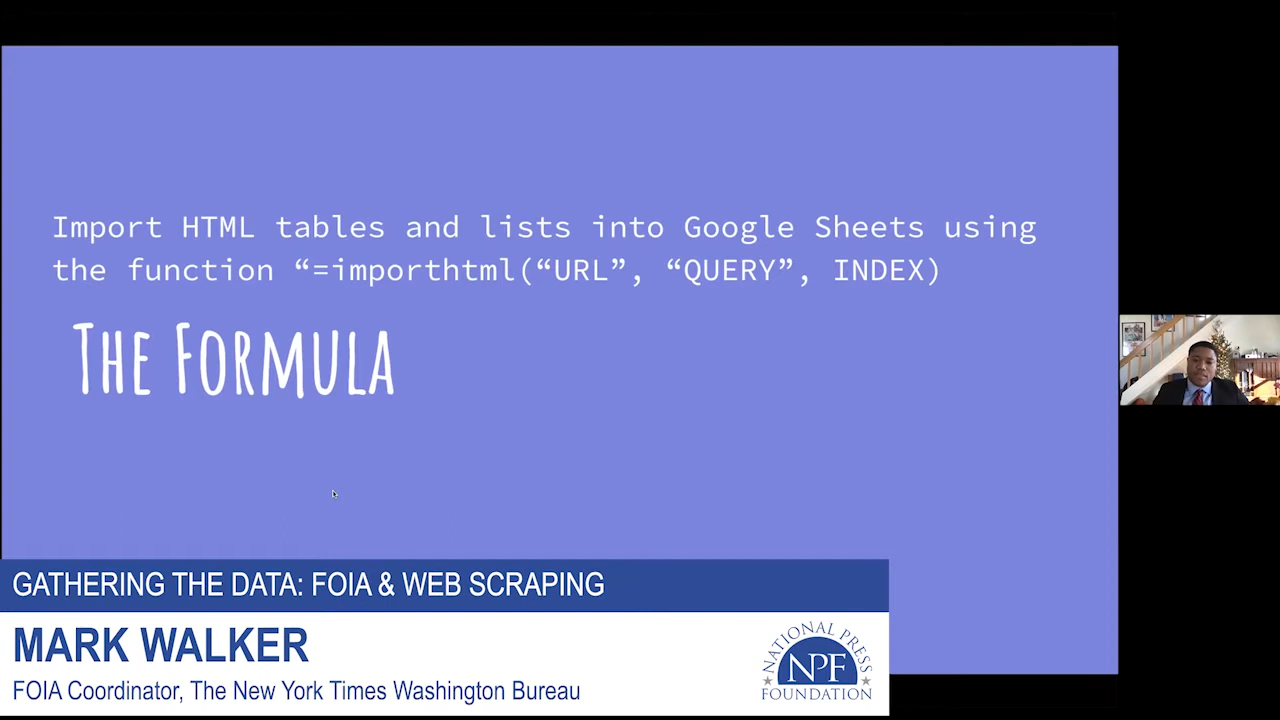 Import HTML tables and lists into Google Sheets using
the function “=importhtml(“URL”, “QUERY”, INDEX)
THE FORMULA
GATHERING THE DATA: FOIA & WEB SCRAPING
MARK WALKER
FOIA Coordinator, The New York Times Washington Bureau
NATIONAL PRESS
NPF
FOUNDATION